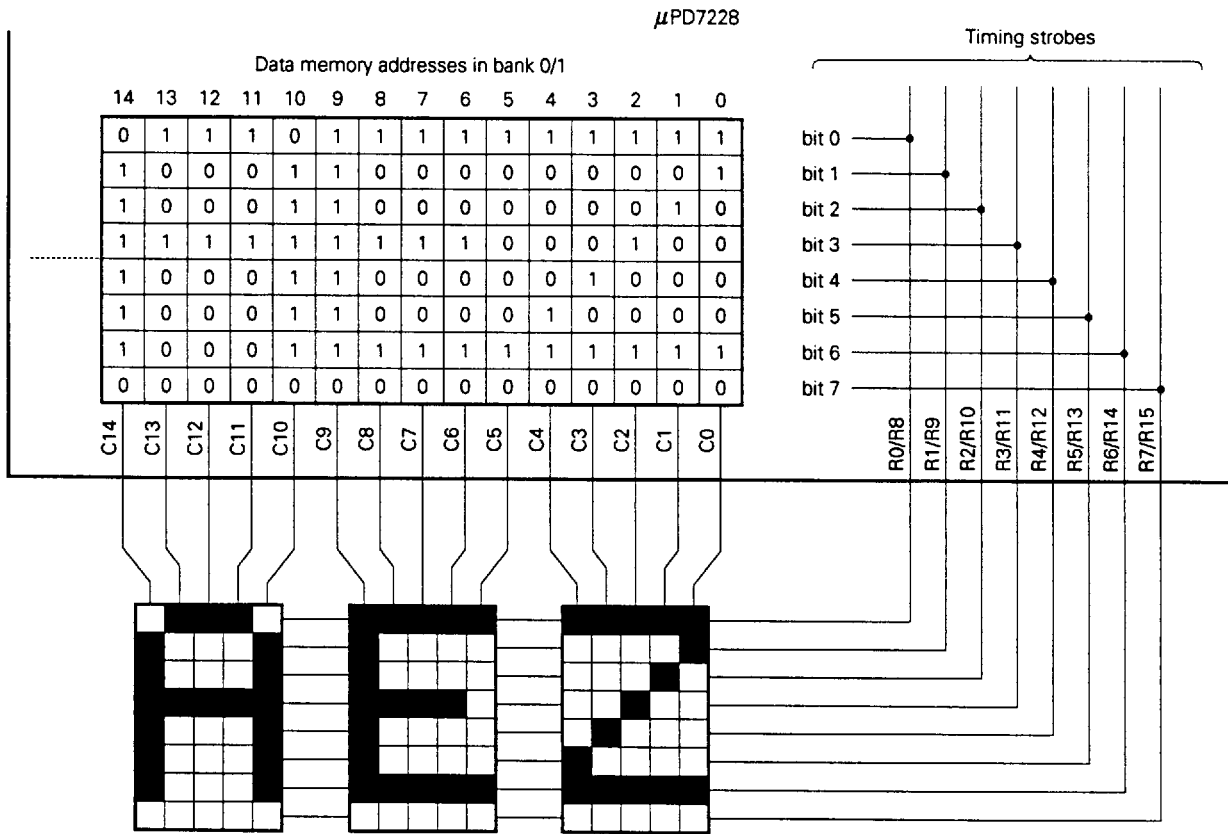 μPD7228
Timing strobes
Data memory addresses in bank 0/1
14 13 12 11 10 9 8 7 6 5 4 3 2 1 0
0 1 1 1 0 1 1 1 1 1 1 1 1 1 1 bit 0
1 0 0 0 1 1 0 0 0 0 0 0 0 0 1 bit 1
1 0 0 0 1 1 0 0 0 0 0 0 0 1 0 bit 2
1 1 1 1 1 1 1 1 1 0 0 0 1 0 0 bit 3
1 0 0 0 1 1 0 0 0 0 0 1 0 0 0 bit 4
1 0 0 0 1 1 0 0 0 0 1 0 0 0 0 bit 5
1 0 0 0 1 1 1 1 1 1 1 1 1 1 1 bit 6
0 0 0 0 0 0 0 0 0 0 0 0 0 0 0 bit 7
C14 C13 C12 C11 C10 C9 C8 C7 C6 C5 C4 C3 C2 C1 C0 R0/R8 R1/R9 R2/R10 R3/R11 R4/R12 R5/R13 R6/R14 R7/R15